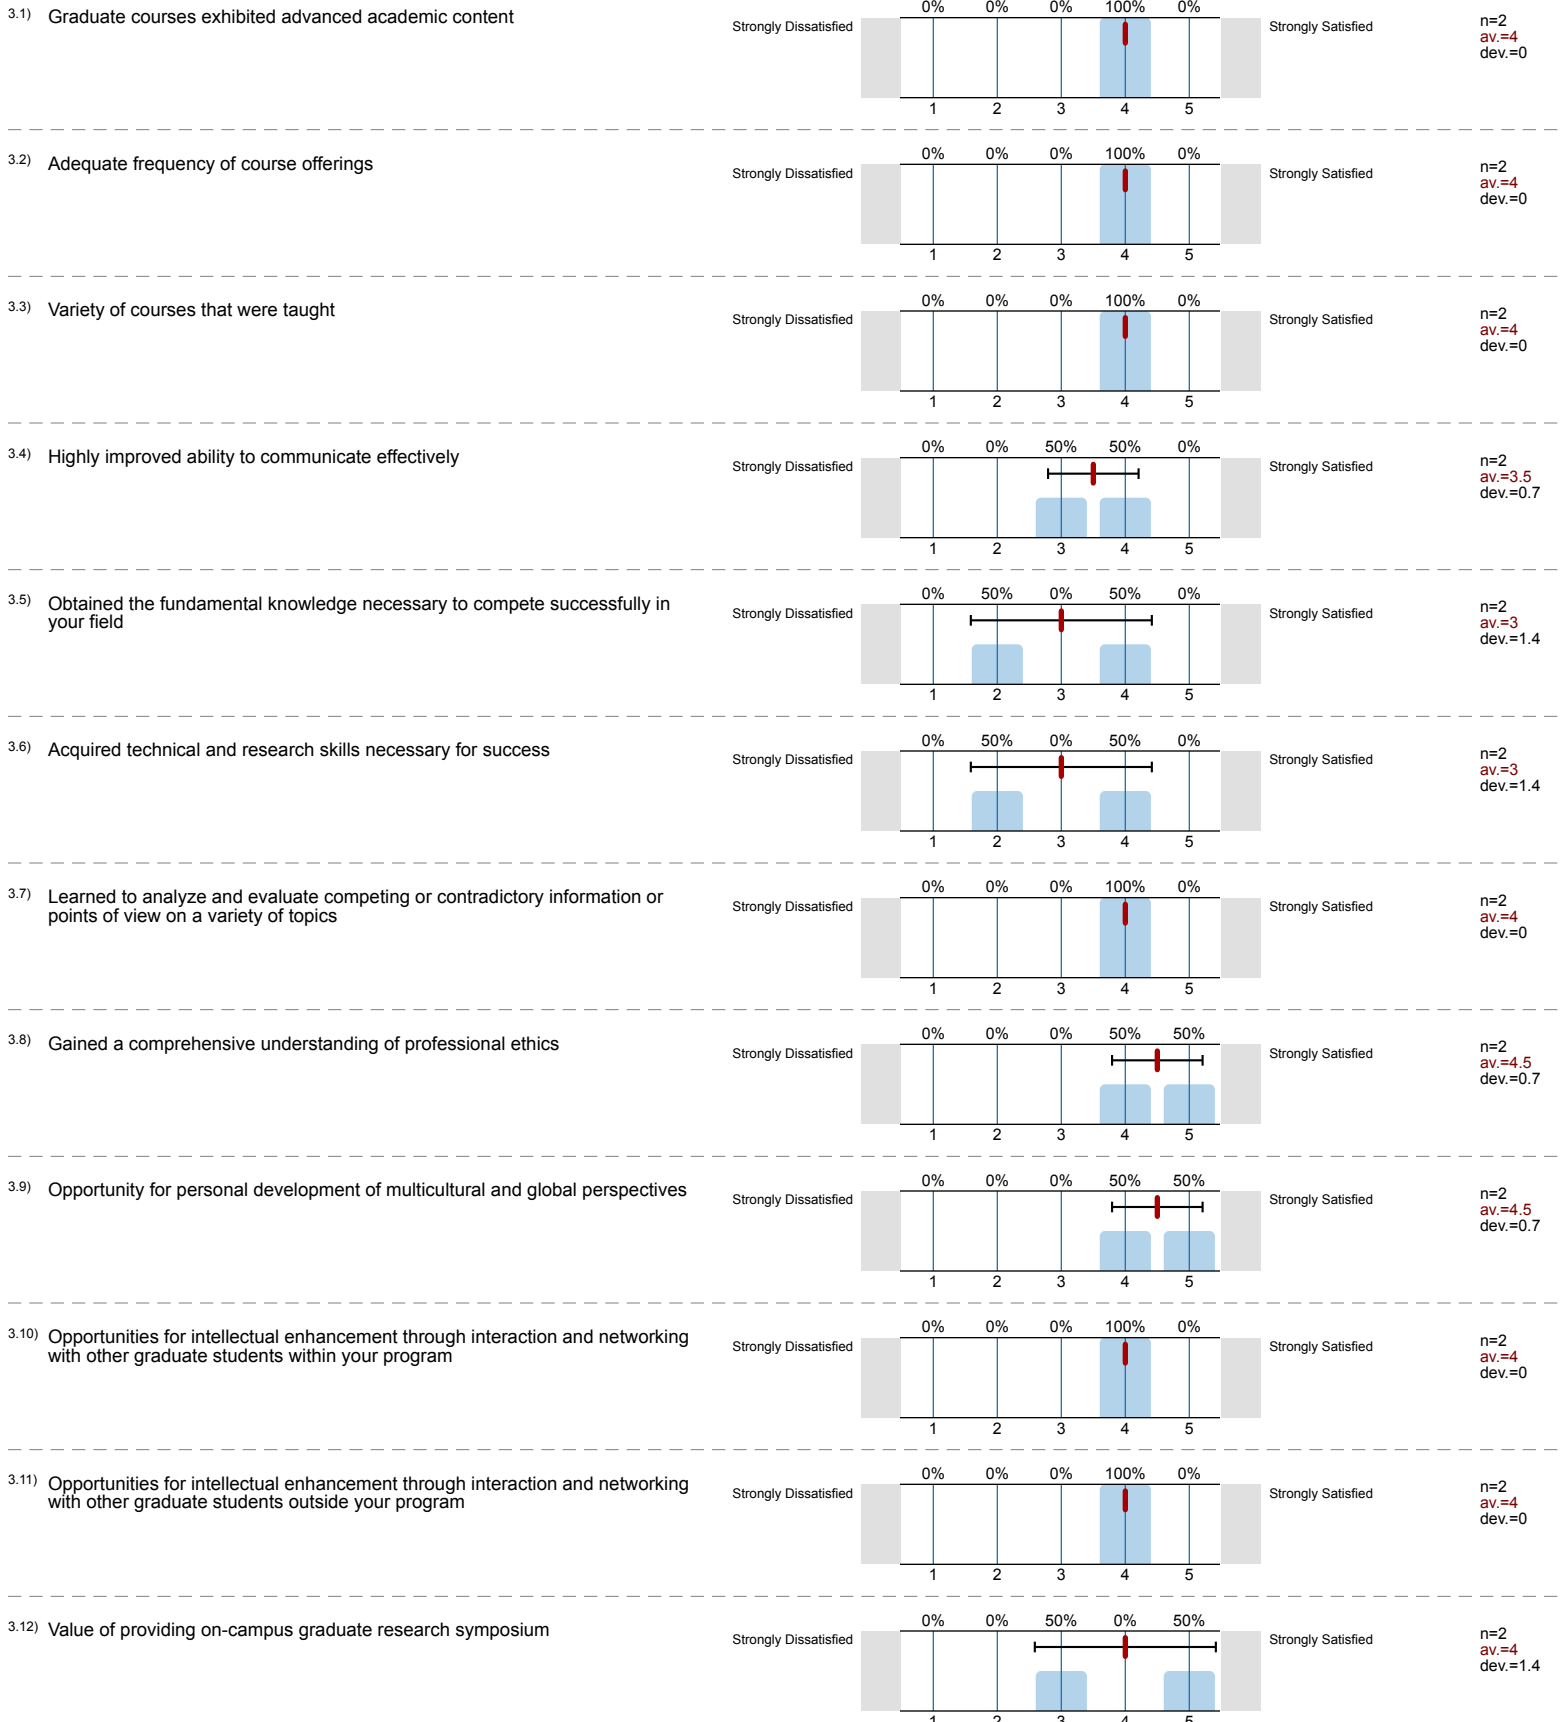 0% 0% 0% 100% 0%
3.1) Graduate courses exhibited advanced academic content
Strongly Dissatisfied Strongly Satisfied
n=2
av.=4
dev.=0
1 2 3 4 5
0% 0% 0% 100% 0%
3.2) Adequate frequency of course offerings
Strongly Dissatisfied Strongly Satisfied
n=2
av.=4
dev.=0
1 2 3 4 5
0% 0% 0% 100% 0%
3.3) Variety of courses that were taught
Strongly Dissatisfied Strongly Satisfied
n=2
av.=4
dev.=0
1 2 3 4 5
0% 0% 50% 50% 0%
3.4) Highly improved ability to communicate effectively
Strongly Dissatisfied Strongly Satisfied
n=2
av.=3.5
dev.=0.7
1 2 3 4 5
0% 50% 0% 50% 0%
3.5) Obtained the fundamental knowledge necessary to compete successfully in
your field
Strongly Dissatisfied Strongly Satisfied
n=2
av.=3
dev.=1.4
1 2 3 4 5
0% 50% 0% 50% 0%
3.6) Acquired technical and research skills necessary for success
Strongly Dissatisfied Strongly Satisfied
n=2
av.=3
dev.=1.4
1 2 3 4 5
0% 0% 0% 100% 0%
3.7) Learned to analyze and evaluate competing or contradictory information or
points of view on a variety of topics
Strongly Dissatisfied Strongly Satisfied
n=2
av.=4
dev.=0
1 2 3 4 5
0% 0% 0% 50% 50%
3.8) Gained a comprehensive understanding of professional ethics
Strongly Dissatisfied Strongly Satisfied
n=2
av.=4.5
dev.=0.7
1 2 3 4 5
0% 0% 0% 50% 50%
3.9) Opportunity for personal development of multicultural and global perspectives
Strongly Dissatisfied Strongly Satisfied
n=2
av.=4.5
dev.=0.7
1 2 3 4 5
0% 0% 0% 100% 0%
3.10) Opportunities for intellectual enhancement through interaction and networking
with other graduate students within your program
Strongly Dissatisfied Strongly Satisfied
n=2
av.=4
dev.=0
1 2 3 4 5
0% 0% 0% 100% 0%
3.11) Opportunities for intellectual enhancement through interaction and networking
with other graduate students outside your program
Strongly Dissatisfied Strongly Satisfied
n=2
av.=4
dev.=0
1 2 3 4 5
0% 0% 50% 0% 50%
3.12) Value of providing on-campus graduate research symposium
Strongly Dissatisfied Strongly Satisfied
n=2
av.=4
dev.=1.4
1 2 3 4 5